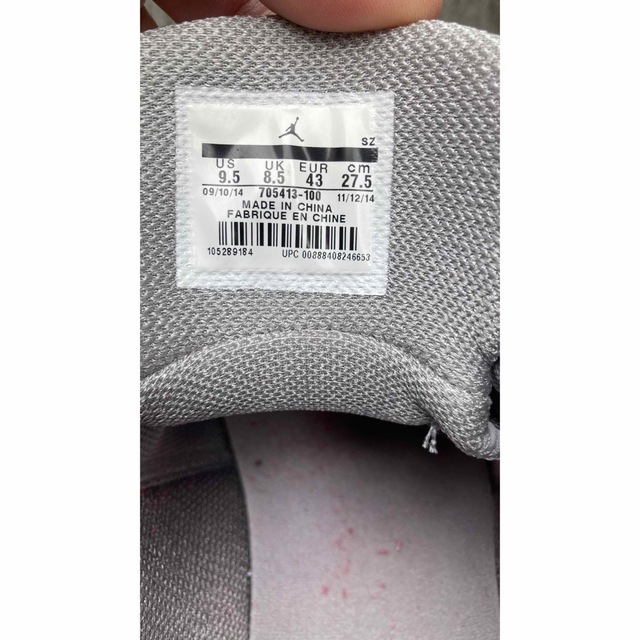 SZ
US UK EUR cm
9.5 8.5 43 27.5
09/10/14 705413-100 11/12/14
MADE IN CHINA
FABRIQUE EN CHINE
105289184 UPC 00888408246653